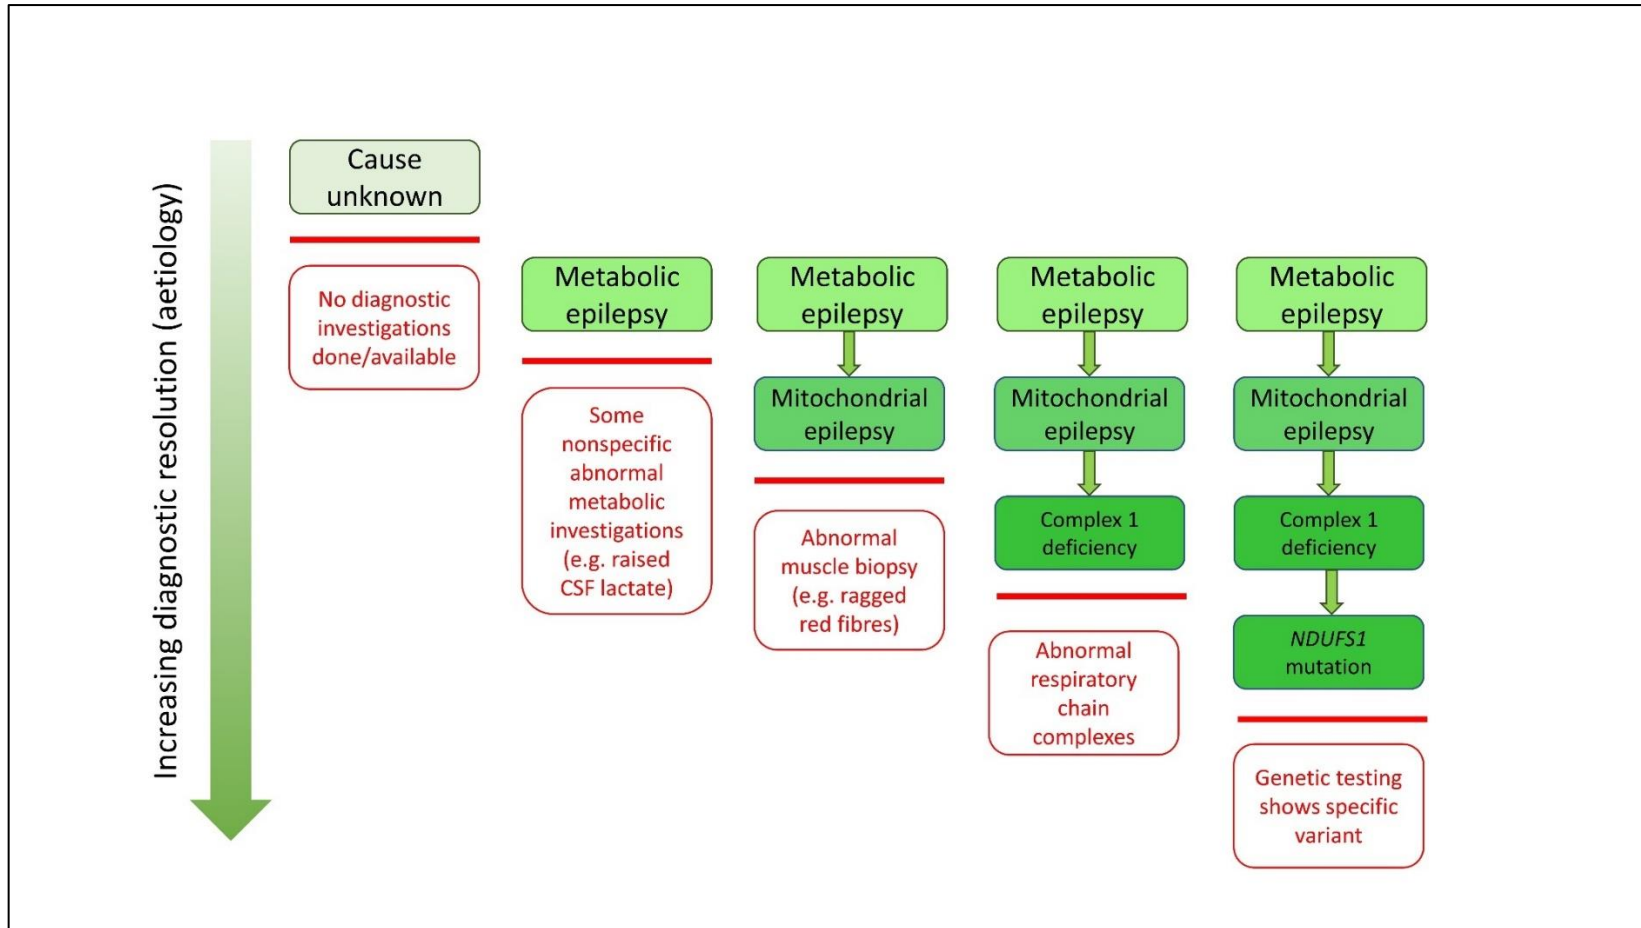 Increasing diagnostic resolution (aetiology)
Cause
unknown
No diagnostic
investigations
done/available
Metabolic
epilepsy
Some
nonspecific
abnormal
metabolic
investigations
(e.g. raised
CSF lactate)
Metabolic
epilepsy
Mitochondrial
epilepsy
Abnormal
muscle biopsy
(e.g. ragged
red fibres)
Metabolic
epilepsy
Mitochondrial
epilepsy
Complex 1
deficiency
Abnormal
respiratory
chain
complexes
Metabolic
epilepsy
Mitochondrial
epilepsy
Complex 1
deficiency
NDUFS1
mutation
Genetic testing
shows specific
variant